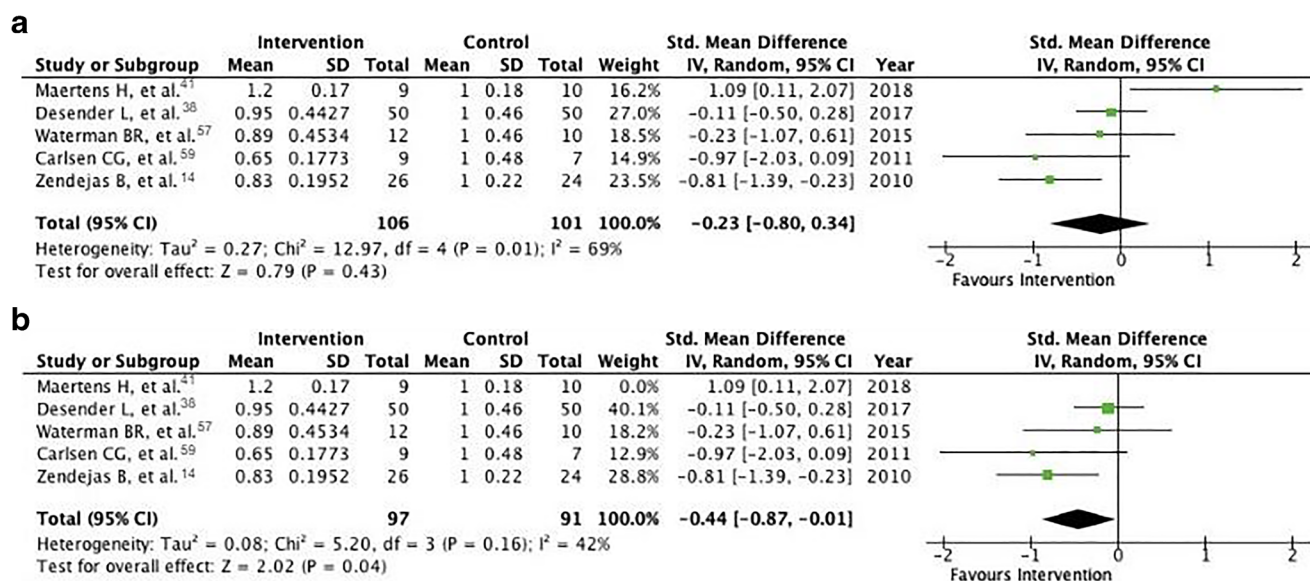 a
Intervention Control Std. Mean Difference Std. Mean Difference
Study or Subgroup Mean SD Total Mean SD Total Weight IV, Random, 95% CI Year IV, Random, 95% CI
Maertens H, et al.41 1.2 0.17 9 1 0.18 10 16.2% 1.09 [0.11, 2.07] 2018
Desender L, et al.38 0.95 0.4427 50 1 0.46 50 27.0% -0.11 [-0.50, 0.28] 2017
Waterman BR, et al.57 0.89 0.4534 12 1 0.46 10 18.5% -0.23 [-1.07, 0.61] 2015
Carlsen CG, et al.59 0.65 0.1773 9 1 0.48 7 14.9% -0.97 [-2.03, 0.09] 2011
Zendejas B, et al.14 0.83 0.1952 26 1 0.22 24 23.5% -0.81 [-1.39, -0.23] 2010
Total (95% CI) 106 101 100.0% -0.23 [-0.80, 0.34]
Heterogeneity: Tau² = 0.27; Chi² = 12.97, df = 4 (P = 0.01); I² = 69%
Test for overall effect: Z = 0.79 (P = 0.43)
-2 -1 0 1 2
Favours Intervention
b
Intervention Control Std. Mean Difference Std. Mean Difference
Study or Subgroup Mean SD Total Mean SD Total Weight IV, Random, 95% CI Year IV, Random, 95% CI
Maertens H, et al.41 1.2 0.17 9 1 0.18 10 0.0% 1.09 [0.11, 2.07] 2018
Desender L, et al.38 0.95 0.4427 50 1 0.46 50 40.1% -0.11 [-0.50, 0.28] 2017
Waterman BR, et al.57 0.89 0.4534 12 1 0.46 10 18.2% -0.23 [-1.07, 0.61] 2015
Carlsen CG, et al.59 0.65 0.1773 9 1 0.48 7 12.9% -0.97 [-2.03, 0.09] 2011
Zendejas B, et al.14 0.83 0.1952 26 1 0.22 24 28.8% -0.81 [-1.39, -0.23] 2010
Total (95% CI) 97 91 100.0% -0.44 [-0.87, -0.01]
Heterogeneity: Tau² = 0.08; Chi² = 5.20, df = 3 (P = 0.16); I² = 42%
Test for overall effect: Z = 2.02 (P = 0.04)
-2 -1 0 1 2
Favours Intervention